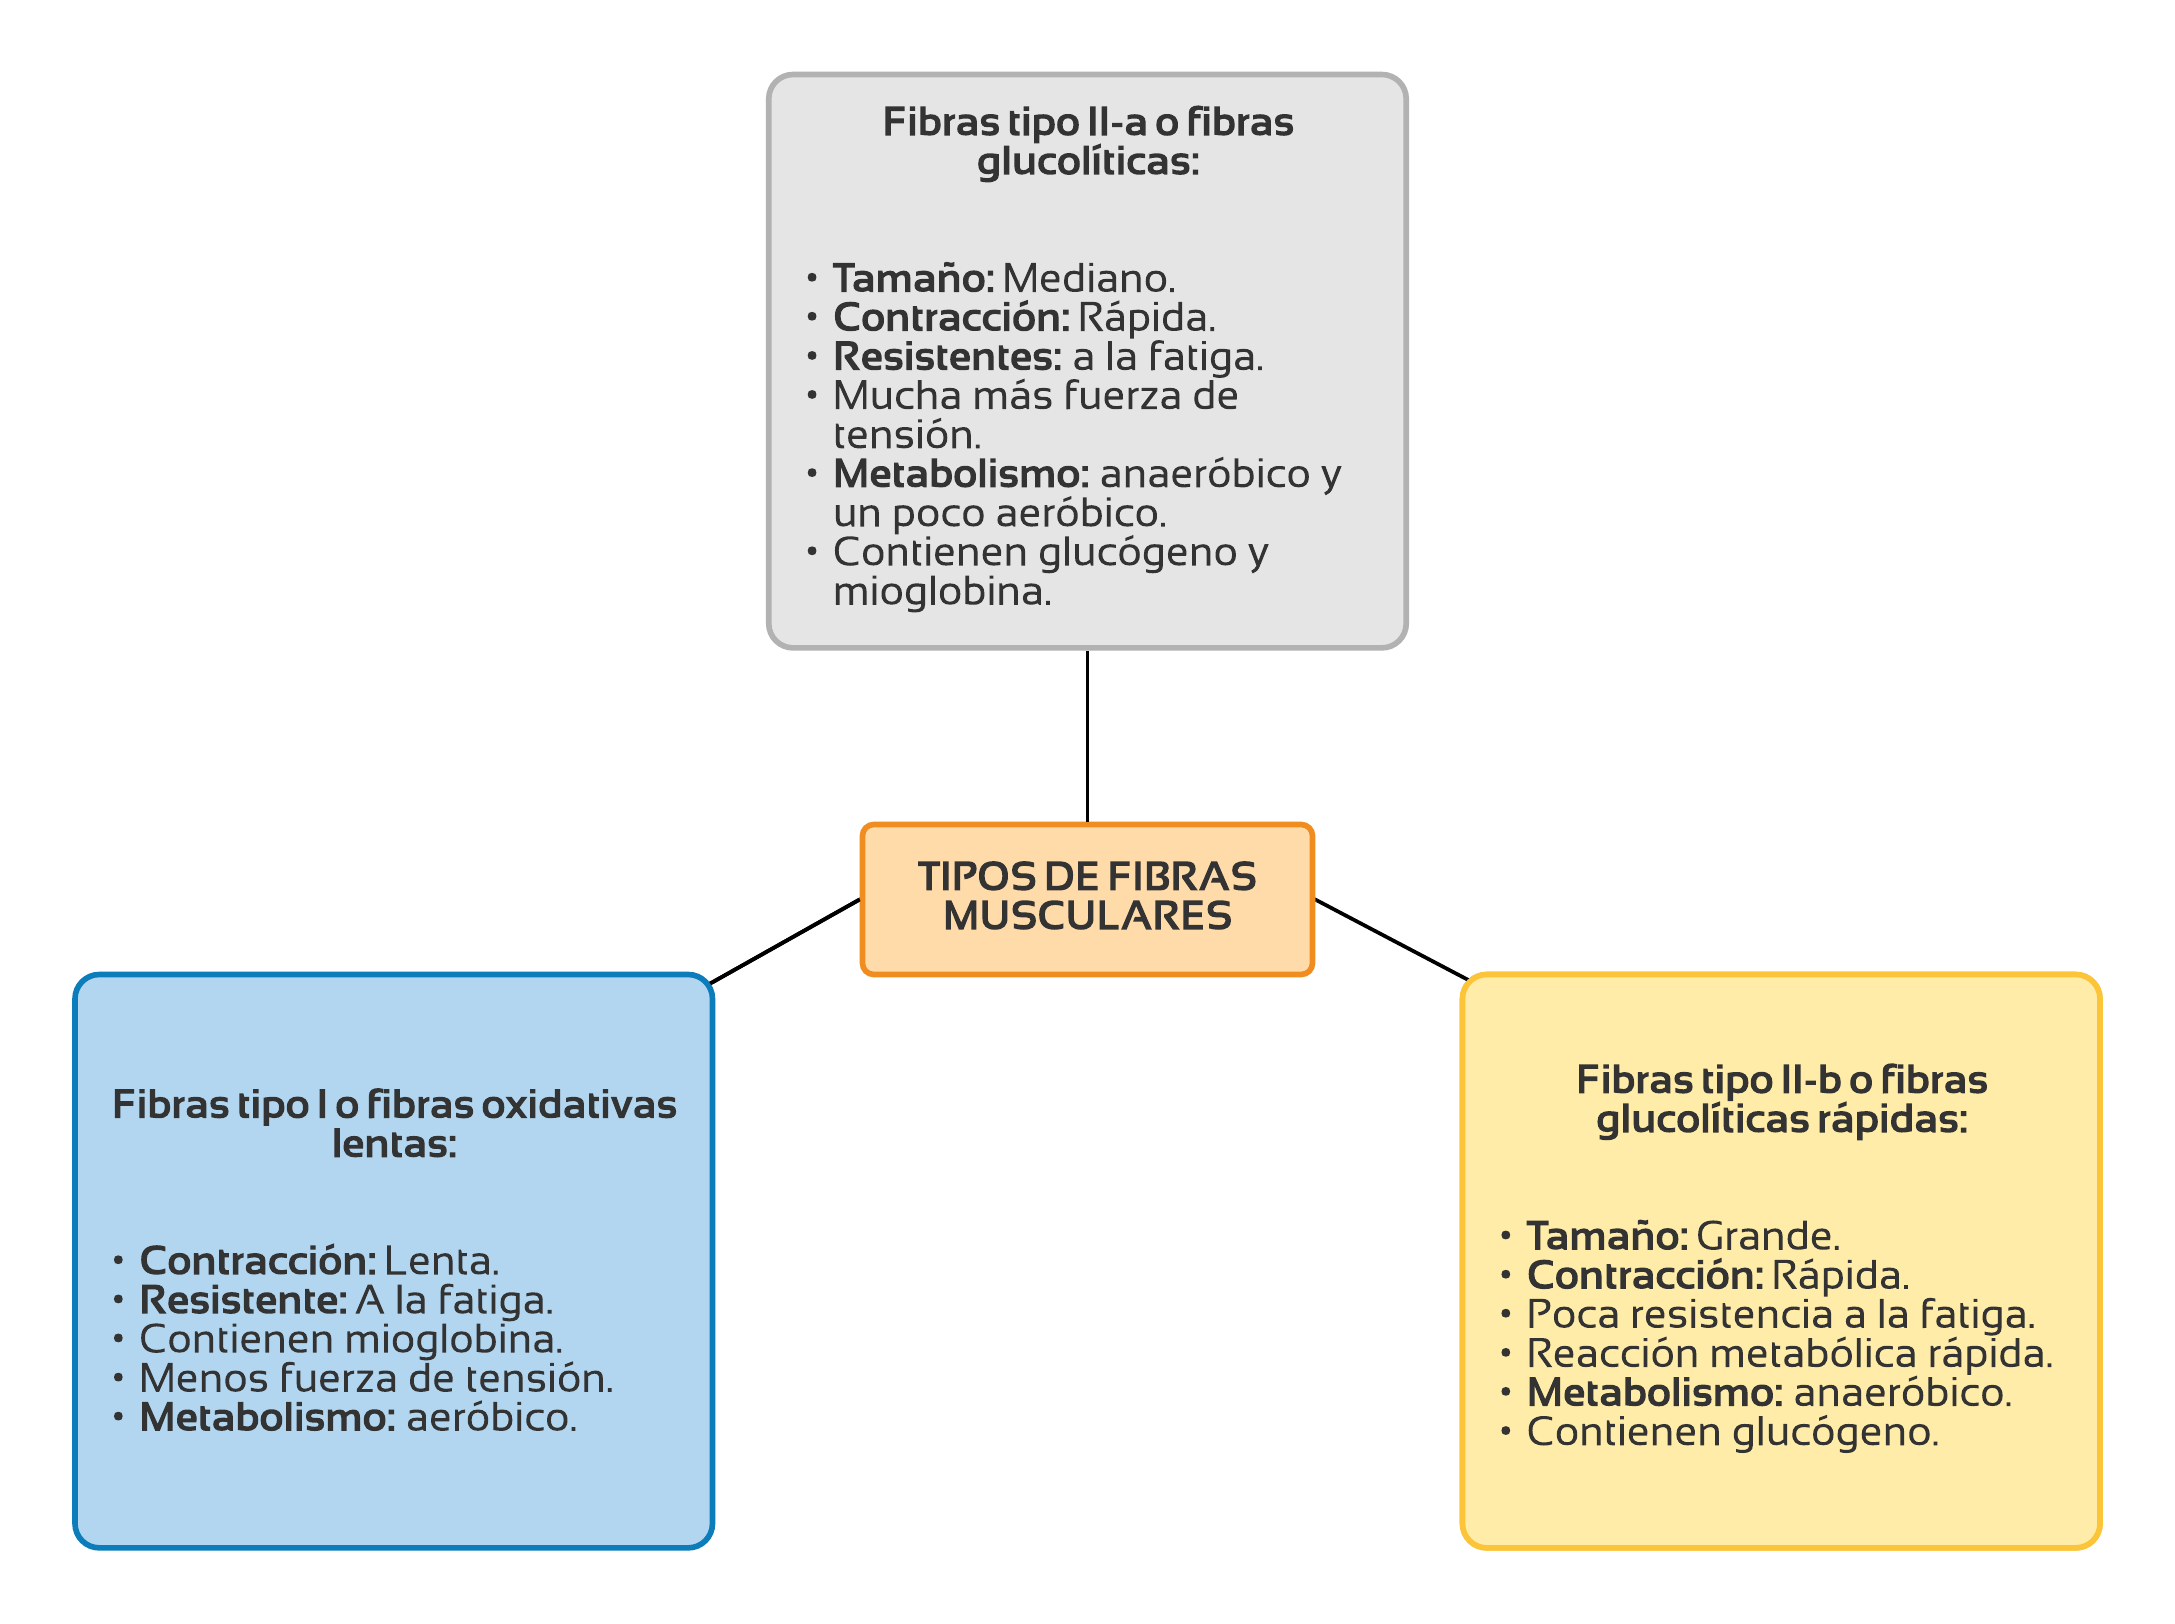 Fibras tipo II-a o fibras
glucolíticas:
• Tamaño: Mediano.
• Contracción: Rápida.
• Resistentes: a la fatiga.
• Mucha más fuerza de
tensión.
• Metabolismo: anaeróbico y
un poco aeróbico.
• Contienen glucógeno y
mioglobina.
TIPOS DE FIBRAS
MUSCULARES
Fibras tipo I o fibras oxidativas
lentas:
• Contracción: Lenta.
• Resistente: A la fatiga.
• Contienen mioglobina.
• Menos fuerza de tensión.
• Metabolismo: aeróbico.
Fibras tipo II-b o fibras
glucolíticas rápidas:
• Tamaño: Grande.
• Contracción: Rápida.
• Poca resistencia a la fatiga.
• Reacción metabólica rápida.
• Metabolismo: anaeróbico.
• Contienen glucógeno.